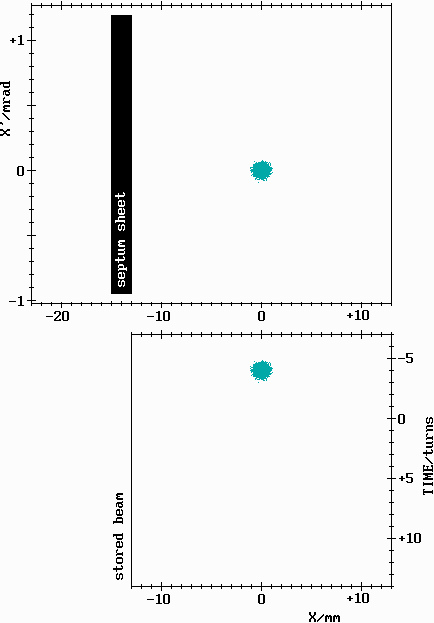 +1
X'/mrad
0
septum sheet
-1
-20
-10
0
+10
-5
0
+5
+10
TIME/turns
stored beam
-10
0
+10
X/mm